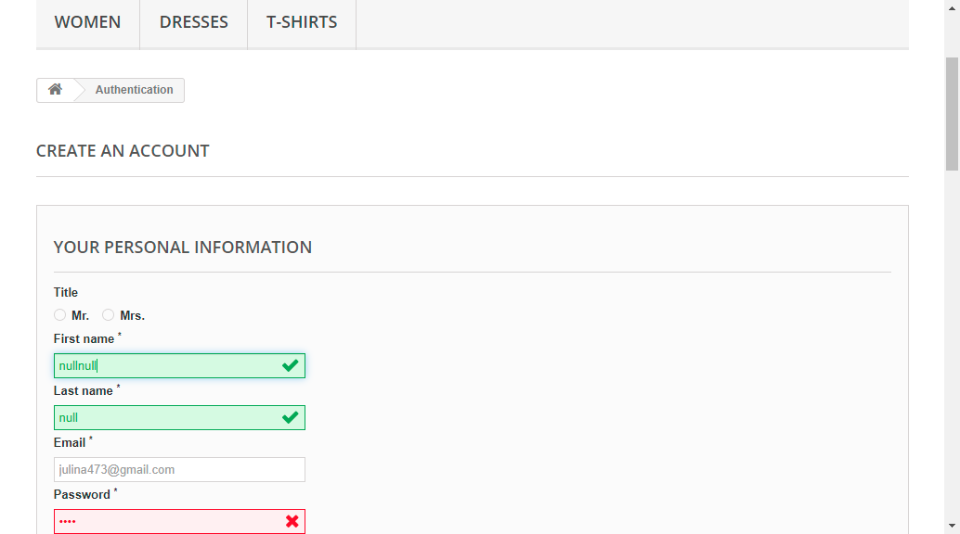 WOMEN DRESSES T-SHIRTS
Authentication
CREATE AN ACCOUNT
YOUR PERSONAL INFORMATION
Title
Mr. Mrs.
First name *
nullnull
Last name *
null
Email *
julina473@gmail.com
Password *
••••